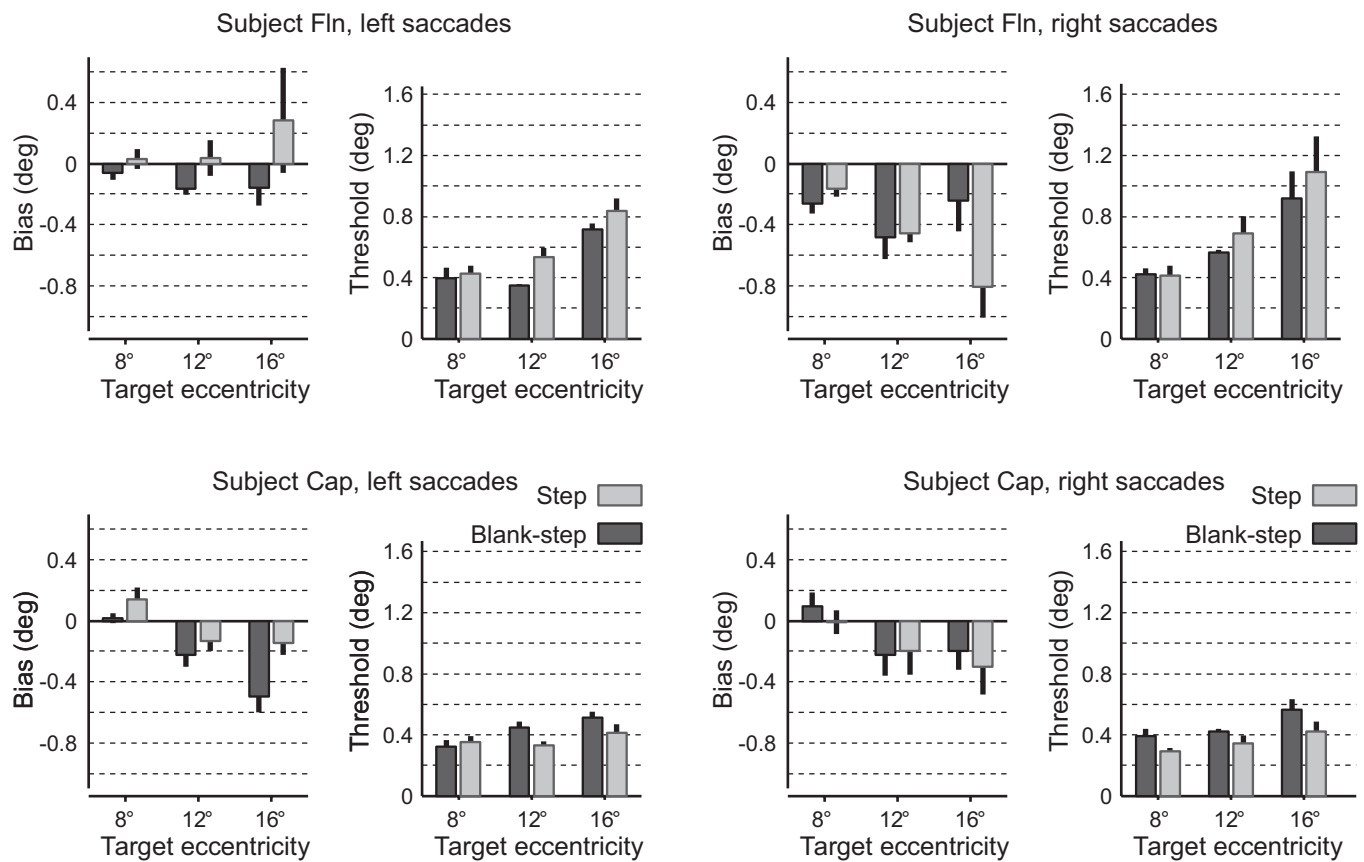 Subject Fln, left saccades
Subject Fln, right saccades
Bias (deg)
0.4
0
-0.4
-0.8
8° 12° 16°
Target eccentricity
Threshold (deg)
1.6
1.2
0.8
0.4
0
8° 12° 16°
Target eccentricity
Bias (deg)
0.4
0
-0.4
-0.8
8° 12° 16°
Target eccentricity
Threshold (deg)
1.6
1.2
0.8
0.4
0
8° 12° 16°
Target eccentricity
Subject Cap, left saccades
Step
Blank-step
Subject Cap, right saccades
Step
Blank-step
Bias (deg)
0.4
0
-0.4
-0.8
8° 12° 16°
Target eccentricity
Threshold (deg)
1.6
1.2
0.8
0.4
0
8° 12° 16°
Target eccentricity
Bias (deg)
0.4
0
-0.4
-0.8
8° 12° 16°
Target eccentricity
Threshold (deg)
1.6
1.2
0.8
0.4
0
8° 12° 16°
Target eccentricity